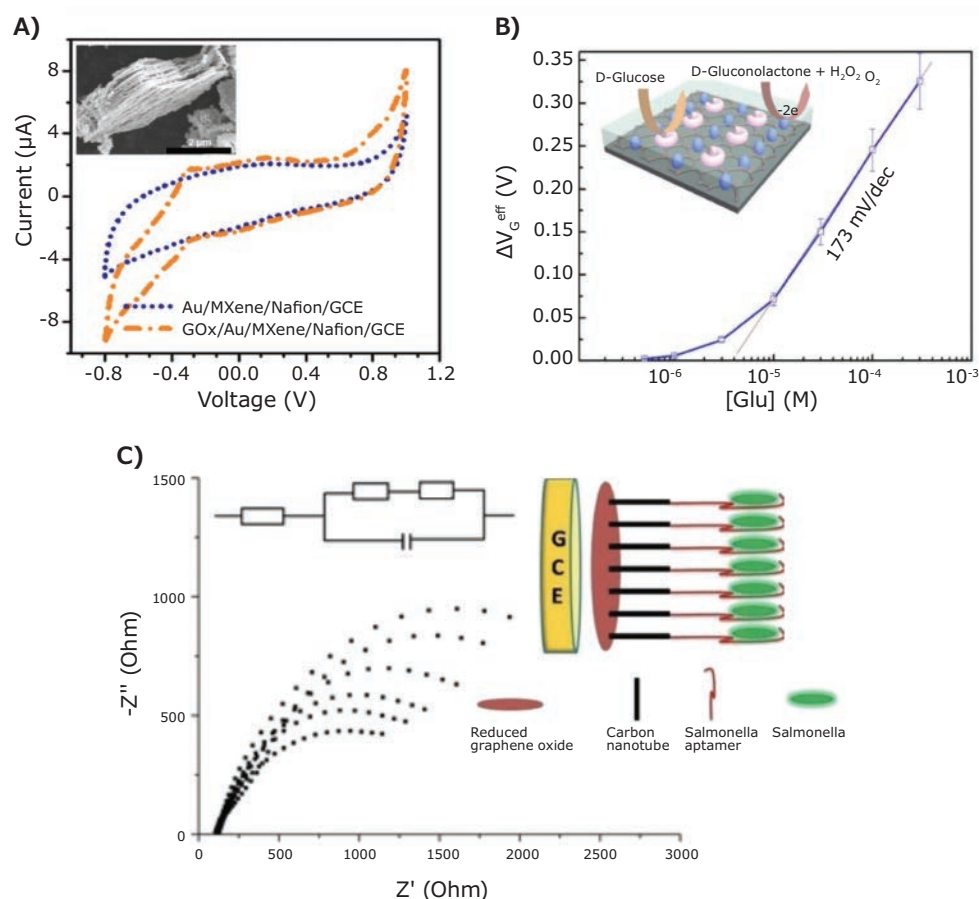 A)
Current (µA)
8
4
0
-4
-8
2 µm
Au/MXene/Nafion/GCE
GOx/Au/MXene/Nafion/GCE
-0.8 -0.4 00.0 0.4 0.8 1.2
Voltage (V)
B)
ΔV_G^eff (V)
0.35
0.30
0.25
0.20
0.15
0.10
0.05
0.00
D-Glucose
D-Gluconolactone + H₂O₂ O₂
-2e
173 mV/dec
10⁻⁶ 10⁻⁵ 10⁻⁴ 10⁻³
[Glu] (M)
C)
-Z'' (Ohm)
1500
1000
500
0
G
C
E
Reduced
graphene oxide
Carbon
nanotube
Salmonella
aptamer
Salmonella
0 500 1000 1500 2000 2500 3000
Z' (Ohm)